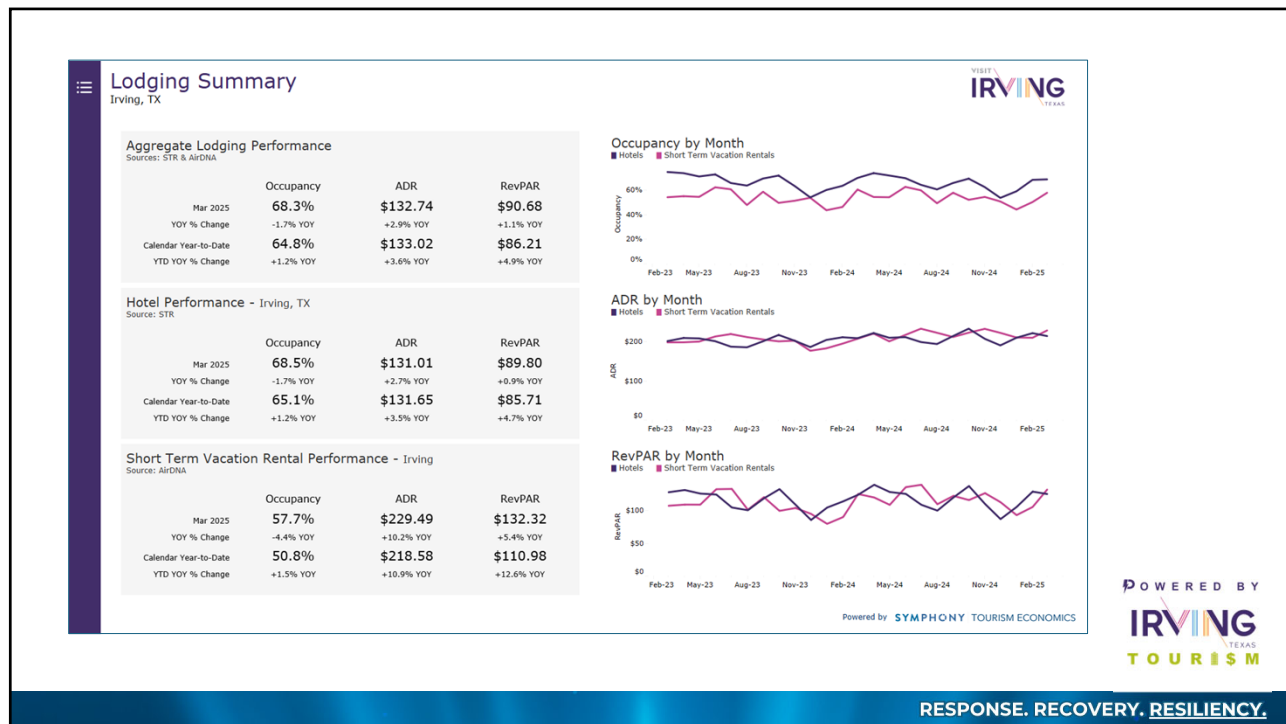 Lodging Summary
Irving, TX
VISIT
IRVING
TEXAS
Aggregate Lodging Performance
Sources: STR & AirDNA
Occupancy ADR RevPAR
Mar 2025 68.3% $132.74 $90.68
YOY % Change -1.7% YOY +2.9% YOY +1.1% YOY
Calendar Year-to-Date 64.8% $133.02 $86.21
YTD YOY % Change +1.2% YOY +3.6% YOY +4.9% YOY
Hotel Performance - Irving, TX
Source: STR
Occupancy ADR RevPAR
Mar 2025 68.5% $131.01 $89.80
YOY % Change -1.7% YOY +2.7% YOY +0.9% YOY
Calendar Year-to-Date 65.1% $131.65 $85.71
YTD YOY % Change +1.2% YOY +3.5% YOY +4.7% YOY
Short Term Vacation Rental Performance - Irving
Source: AirDNA
Occupancy ADR RevPAR
Mar 2025 57.7% $229.49 $132.32
YOY % Change -4.4% YOY +10.2% YOY +5.4% YOY
Calendar Year-to-Date 50.8% $218.58 $110.98
YTD YOY % Change +1.5% YOY +10.9% YOY +12.6% YOY
Occupancy by Month
Hotels Short Term Vacation Rentals
Occupancy
60%
40%
20%
0%
Feb-23 May-23 Aug-23 Nov-23 Feb-24 May-24 Aug-24 Nov-24 Feb-25
ADR by Month
Hotels Short Term Vacation Rentals
ADR
$200
$100
$0
Feb-23 May-23 Aug-23 Nov-23 Feb-24 May-24 Aug-24 Nov-24 Feb-25
RevPAR by Month
Hotels Short Term Vacation Rentals
RevPAR
$100
$50
$0
Feb-23 May-23 Aug-23 Nov-23 Feb-24 May-24 Aug-24 Nov-24 Feb-25
Powered by SYMPHONY TOURISM ECONOMICS
POWERED BY
IRVING
TEXAS
TOURISM
RESPONSE. RECOVERY. RESILIENCY.